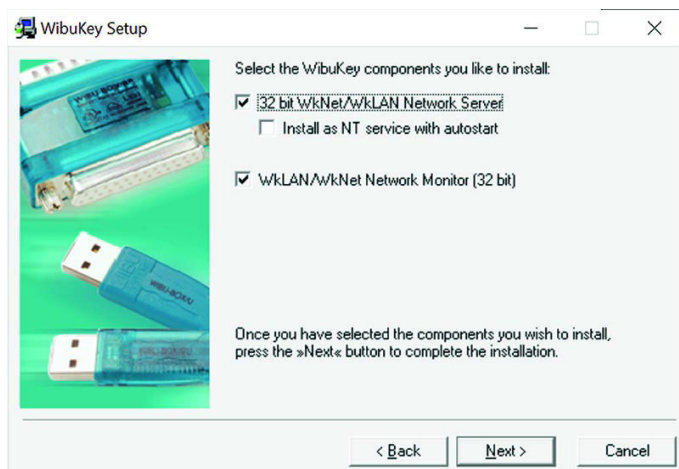 WibuKey Setup
Select the WibuKey components you like to install:
32 bit WkNet/WkLAN Network Server
Install as NT service with autostart
WkLAN/WkNet Network Monitor (32 bit)
WIBU-BOX/U
Once you have selected the components you wish to install,
press the »Next« button to complete the installation.
< Back
Next >
Cancel